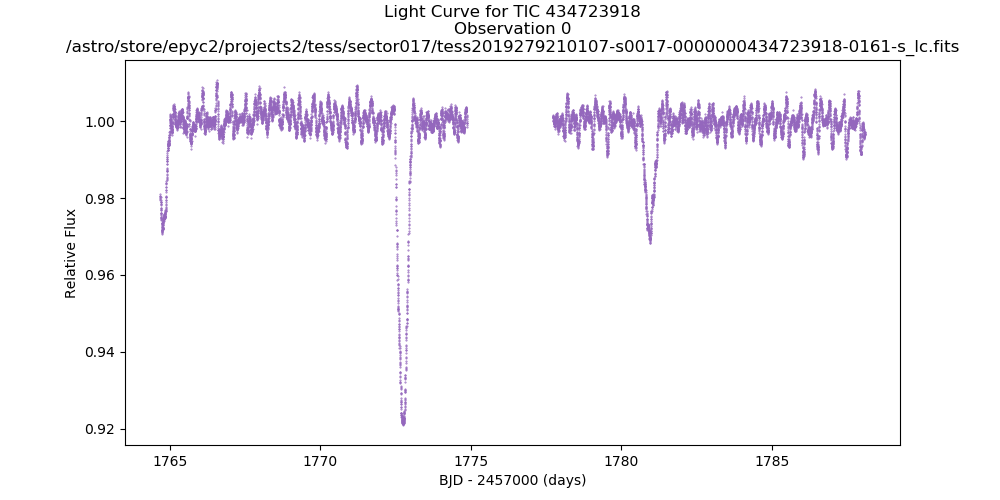 Light Curve for TIC 434723918
Observation 0
/astro/store/epyc2/projects2/tess/sector017/tess2019279210107-s0017-0000000434723918-0161-s_lc.fits
1.00
0.98
0.96
0.94
0.92
Relative Flux
1765
1770
1775
1780
1785
BJD - 2457000 (days)